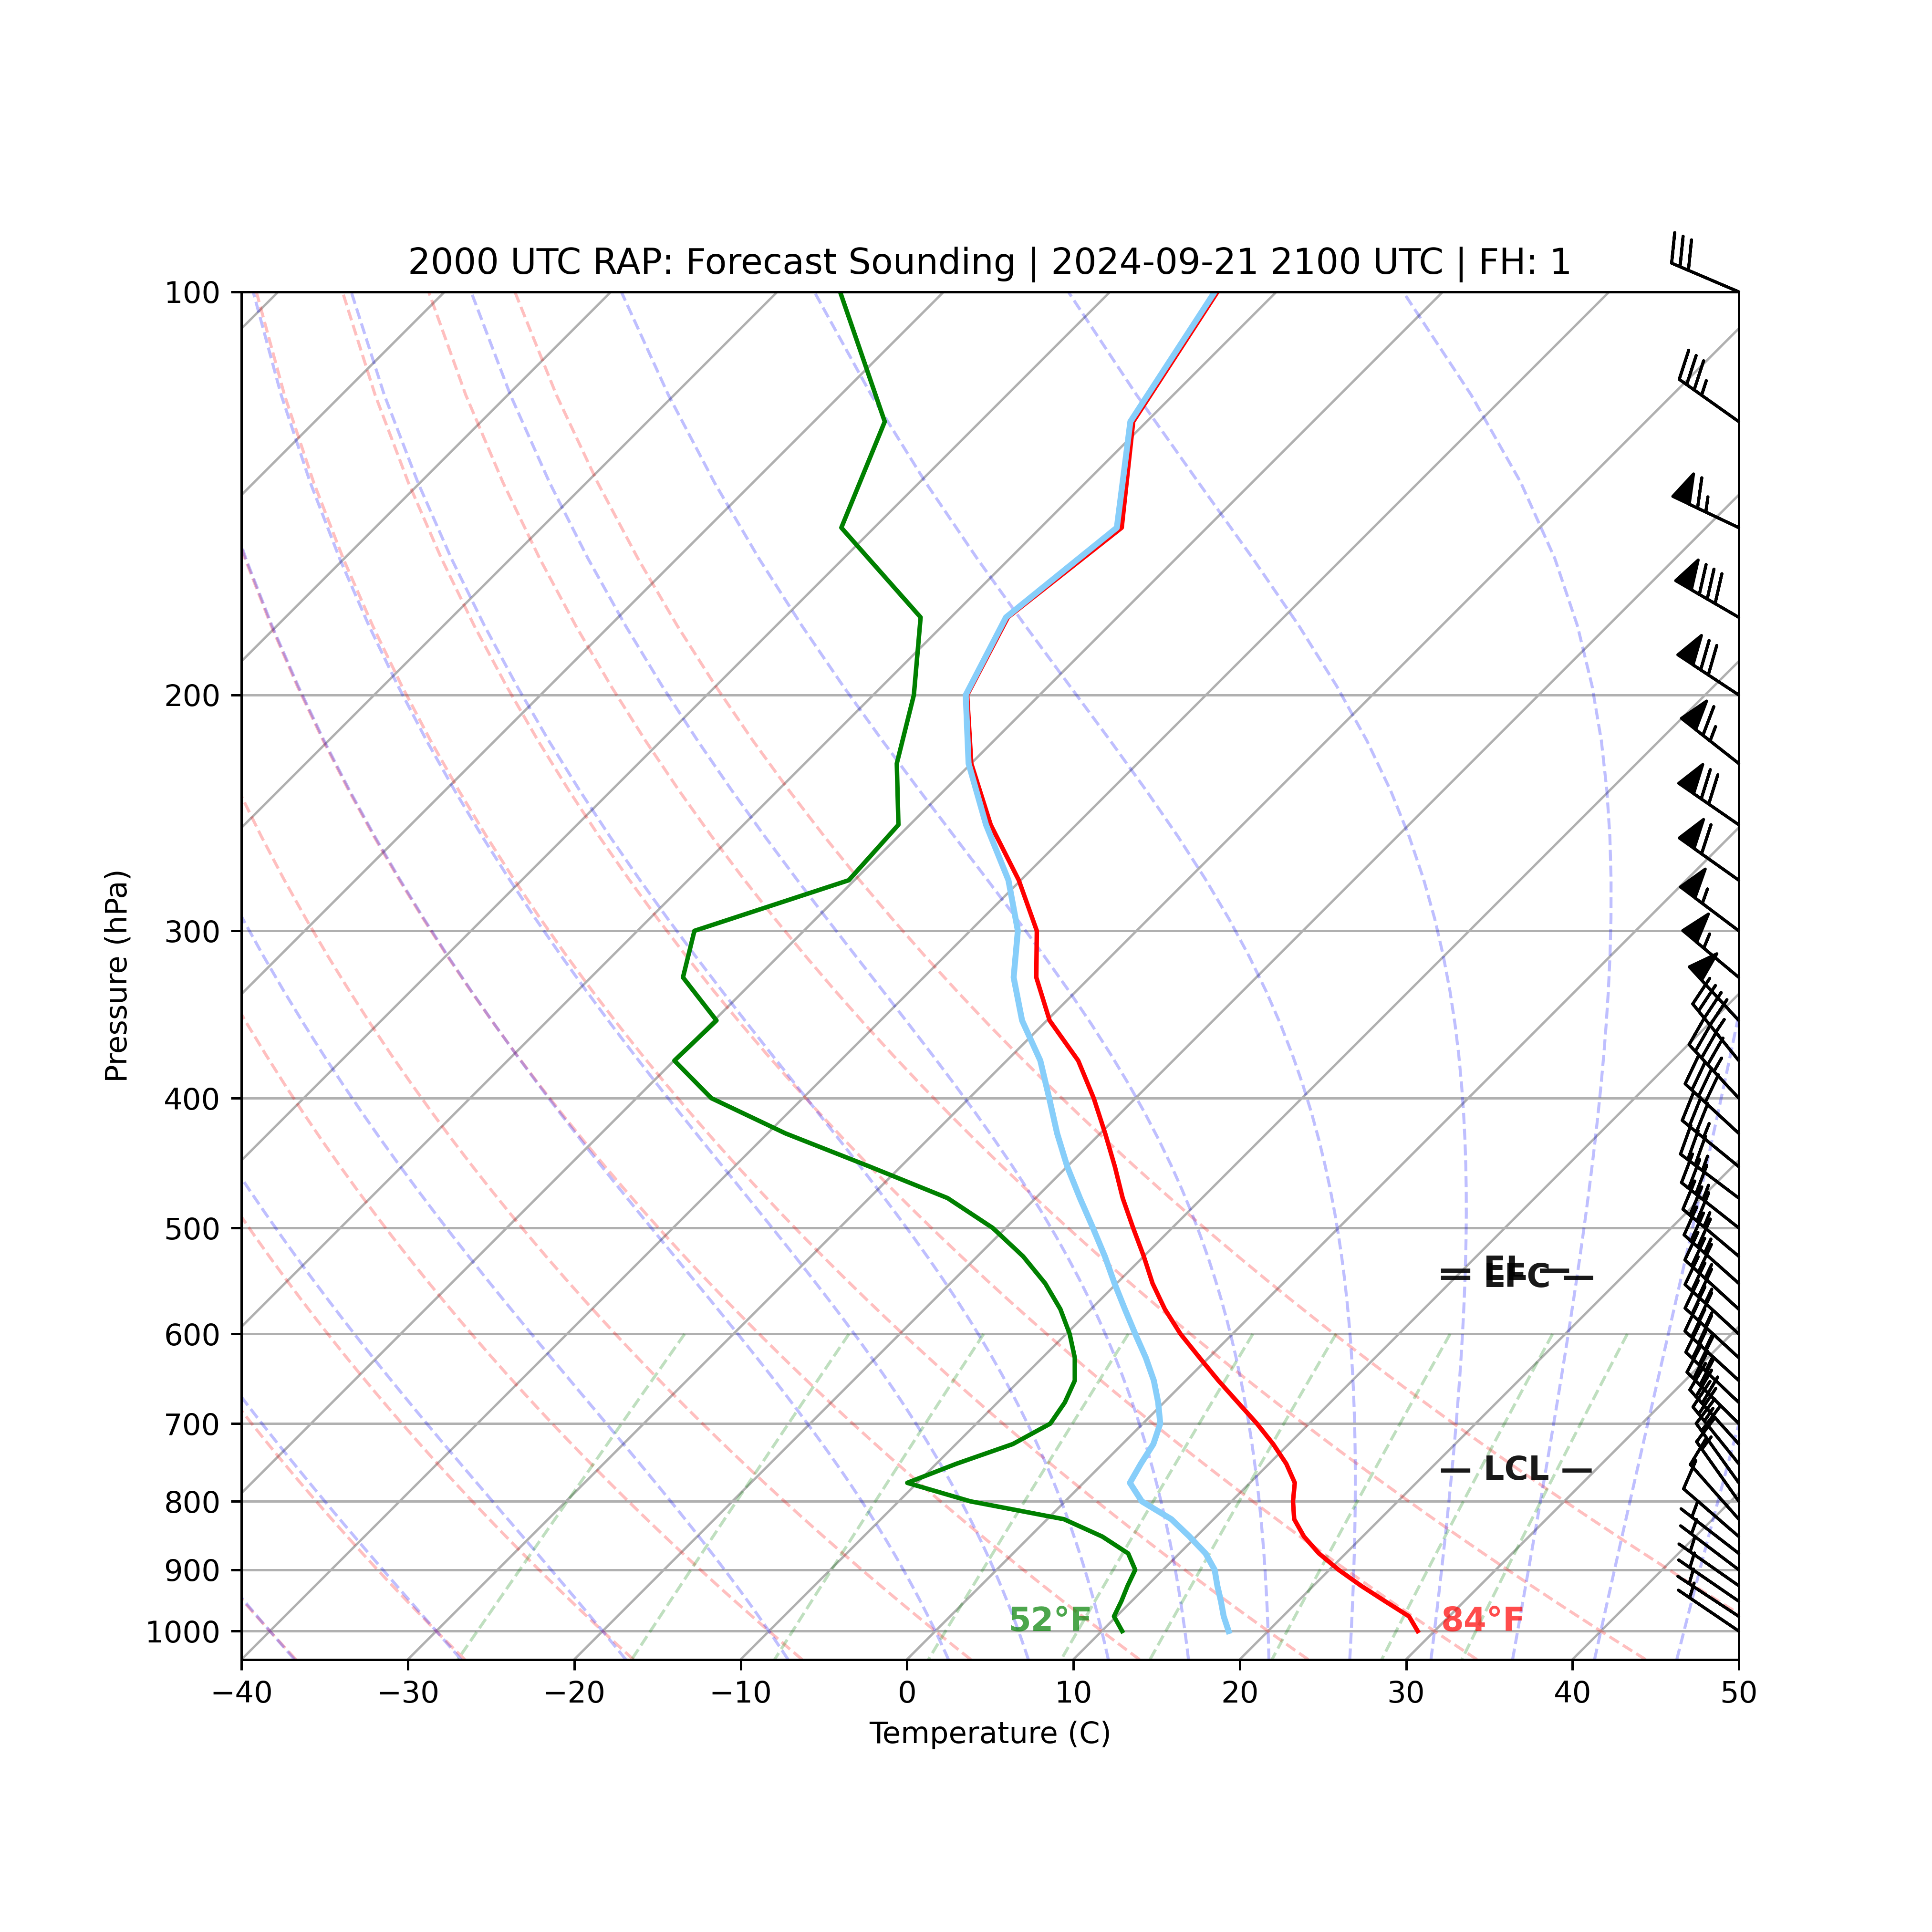 2000 UTC RAP: Forecast Sounding | 2024-09-21 2100 UTC | FH: 1
100
200
300
400
500
600
700
800
900
1000
Pressure (hPa)
— EL —
— LFC —
— LCL —
52°F
84°F
−40 −30 −20 −10 0 10 20 30 40 50
Temperature (C)